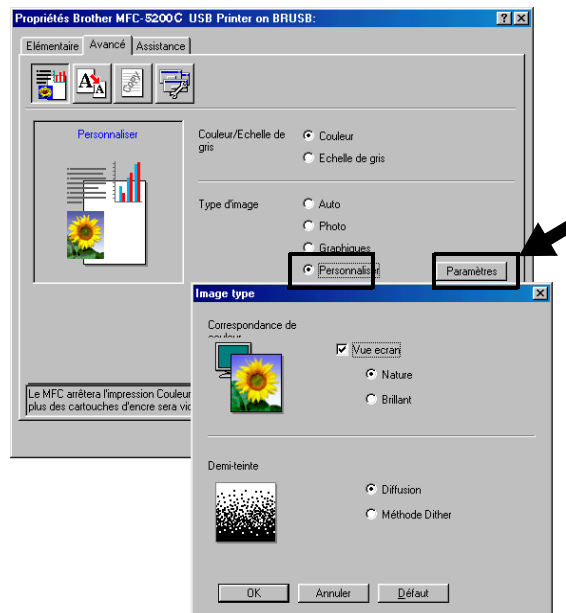 Propriétés Brother MFC-5200C USB Printer on BRUSB:
Elémentaire Avancé Assistance
Personnaliser
Couleur/Echelle de gris
Couleur
Echelle de gris
Type d'image
Auto
Photo
Graphiques
Personnaliser
Paramètres
Le MFC arrêtera l'impression Couleur
plus des cartouches d'encre sera
Image type
Correspondance de
couleur
Vue ecran
Nature
Brillant
Demi-teinte
Diffusion
Méthode Dither
OK Annuler Défaut